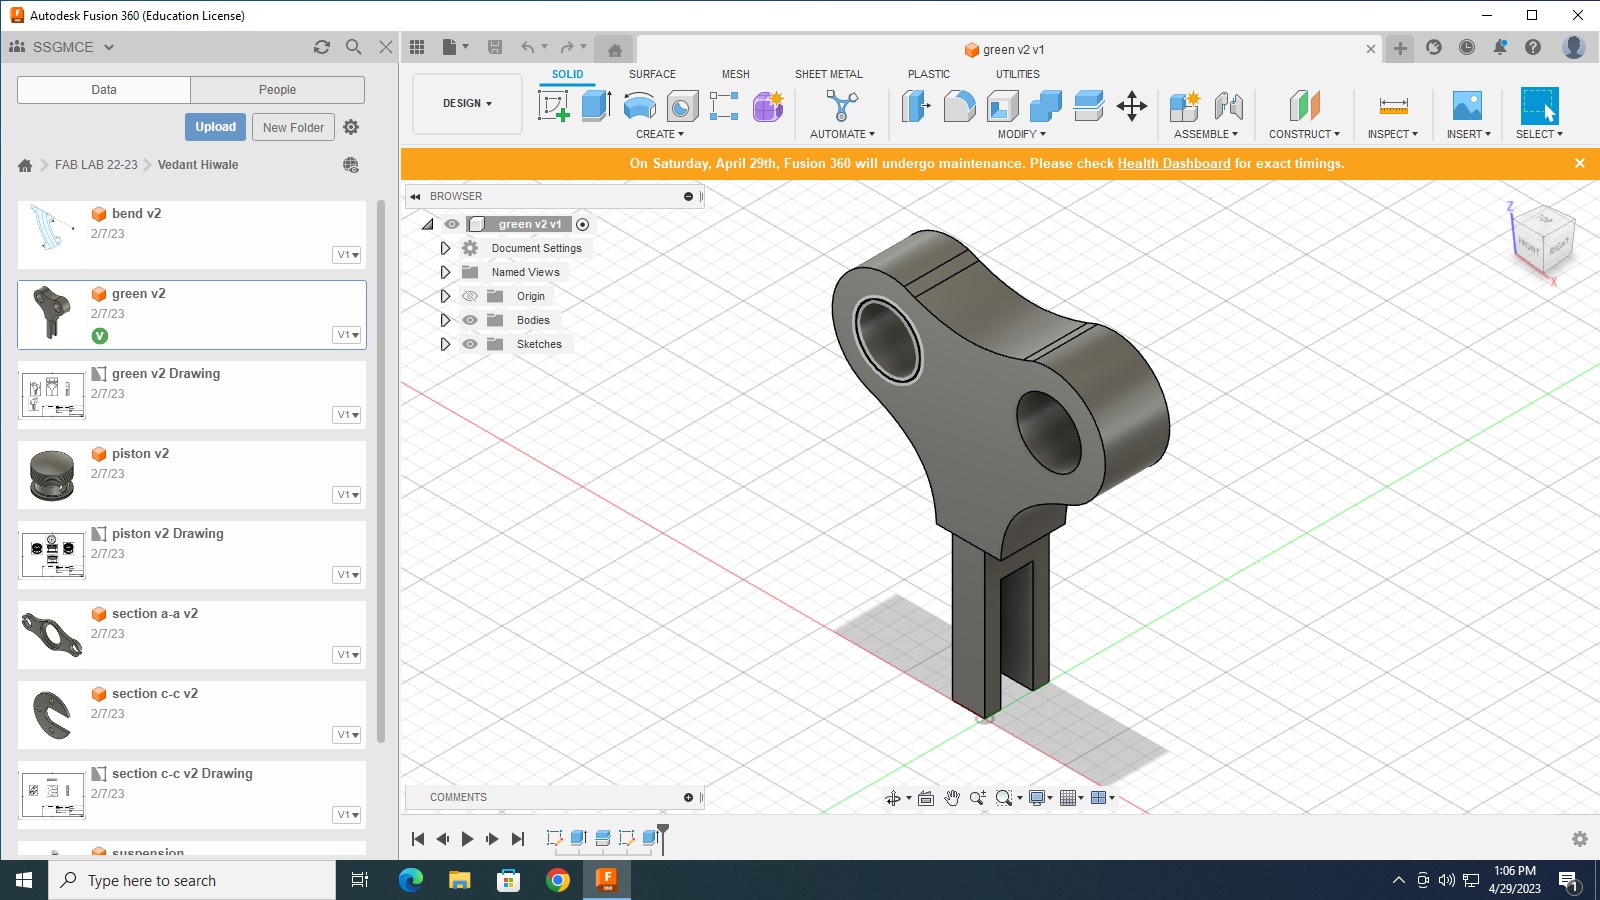 Autodesk Fusion 360 (Education License)
SSGMCE
green v2 v1
Data
People
Upload
New Folder
FAB LAB 22-23
Vedant Hiwale
DESIGN
SOLID
SURFACE
MESH
SHEET METAL
PLASTIC
UTILITIES
CREATE
AUTOMATE
MODIFY
ASSEMBLE
CONSTRUCT
INSPECT
INSERT
SELECT
On Saturday, April 29th, Fusion 360 will undergo maintenance. Please check Health Dashboard for exact timings.
BROWSER
green v2 v1
Document Settings
Named Views
Origin
Bodies
Sketches
Z
TOP
FRONT
RIGHT
X
bend v2
2/7/23
V1
green v2
2/7/23
V
V1
green v2 Drawing
2/7/23
V1
piston v2
2/7/23
V1
piston v2 Drawing
2/7/23
V1
section a-a v2
2/7/23
V1
section c-c v2
2/7/23
V1
section c-c v2 Drawing
2/7/23
V1
suspension
COMMENTS
Type here to search
F
360
1:06 PM
4/29/2023
1